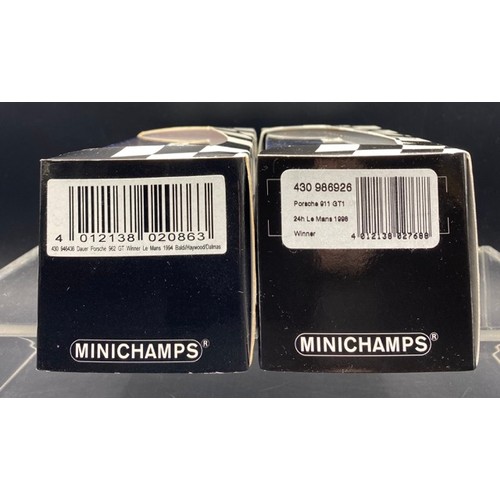 4 012138 020863
430 946436 Dauer Porsche 962 GT Winner Le Mans 1994 Baldi/Haywood/Dalmas
MINICHAMPS®
430 986926
Porsche 911 GT1
24h Le Mans 1998
Winner
4 012138 027688
MINICHAMPS®